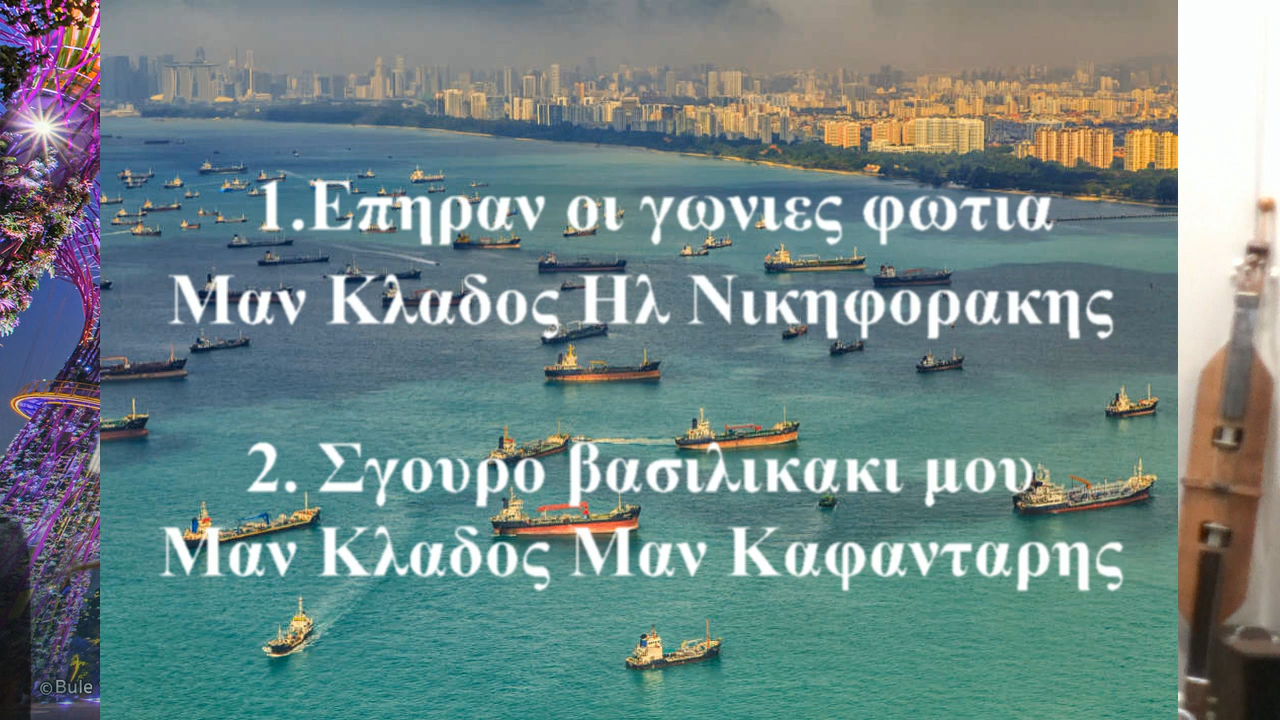 1.Επηραν οι γωνιες φωτια
Μαν Κλαδος Ηλ Νικηφορακης
2. Σγουρο βασιλικακι μου
Μαν Κλαδος Μαν Καφανταρης
©Bule